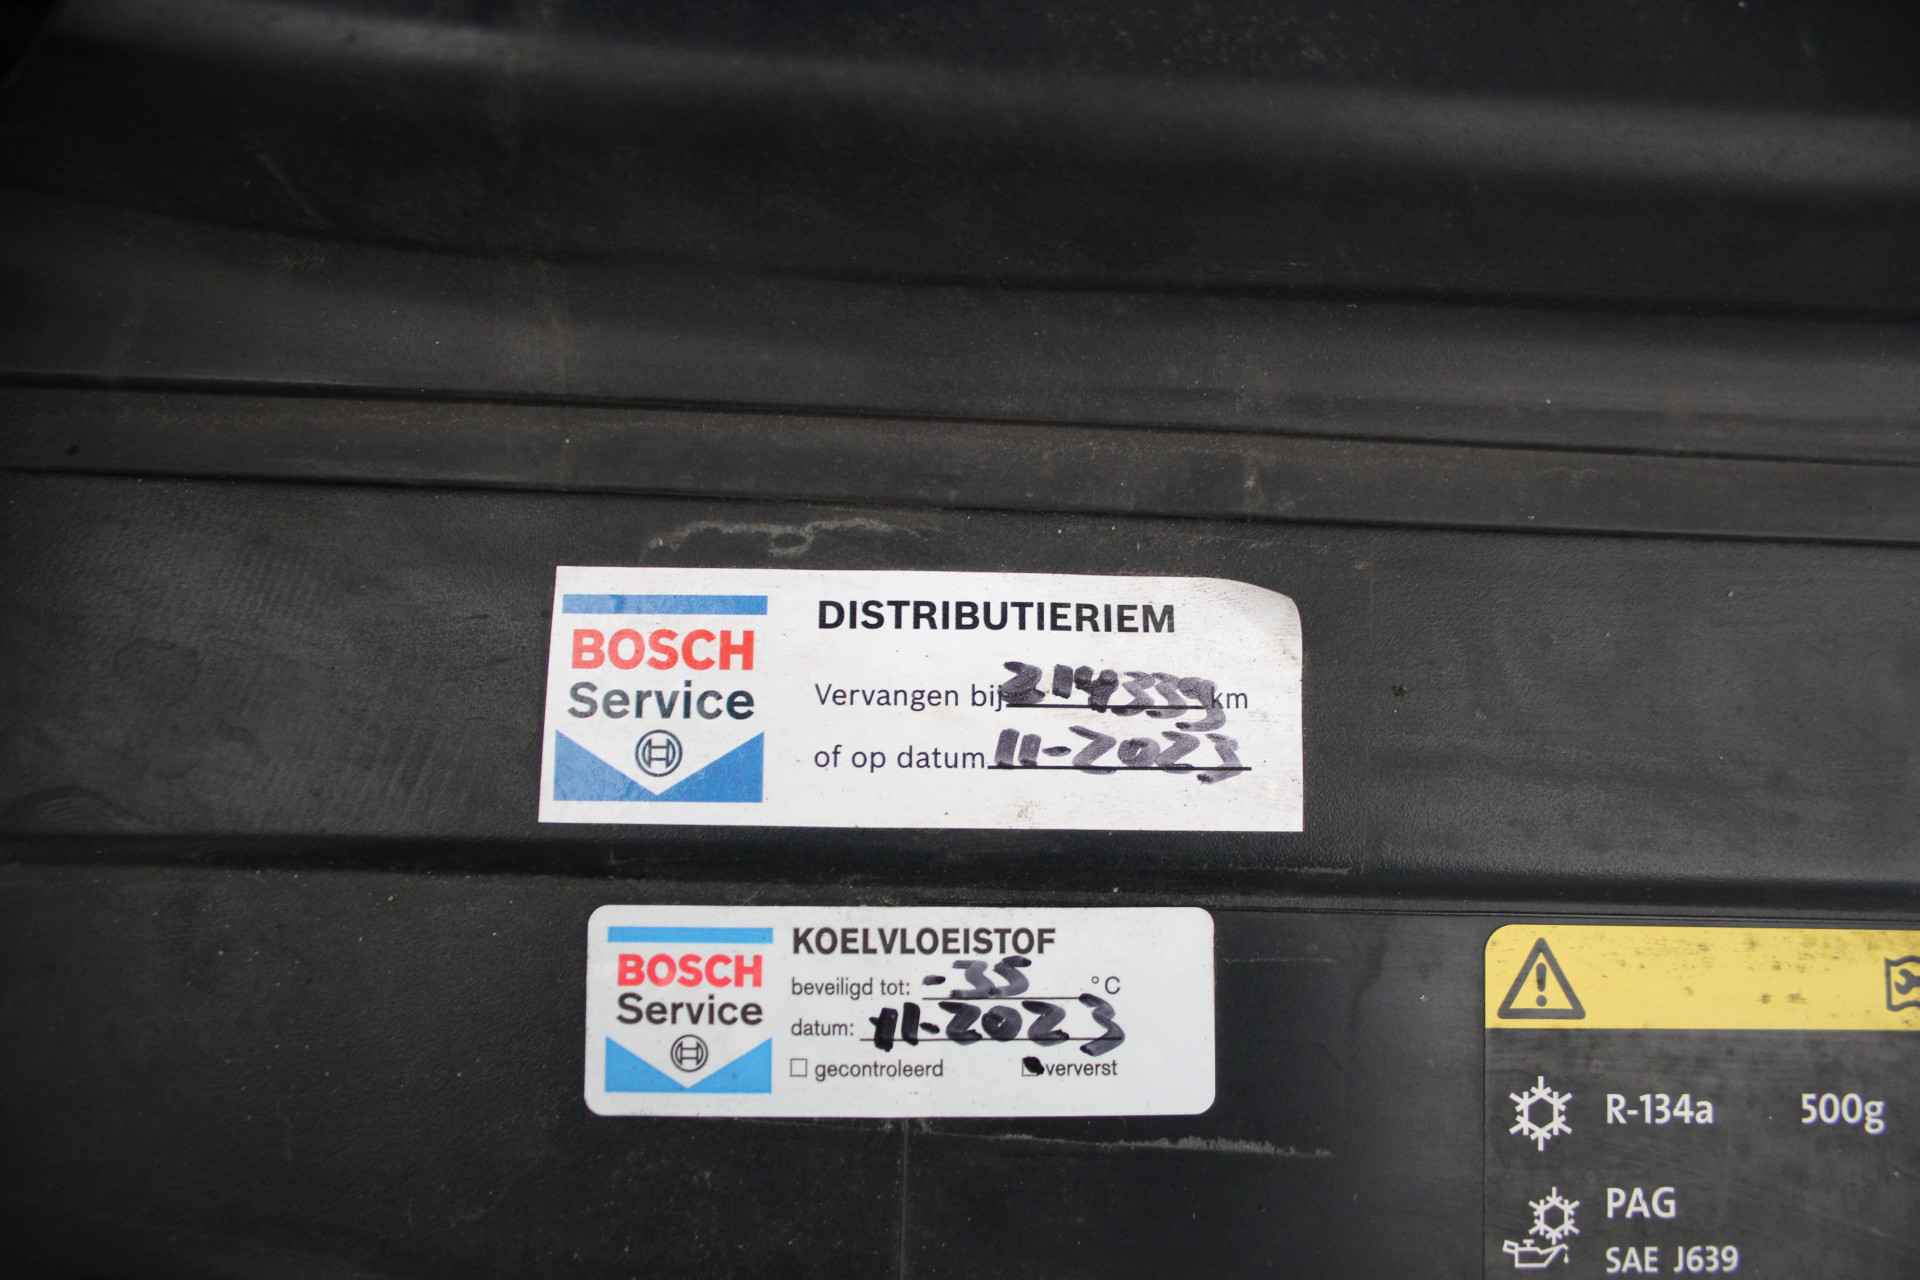 BOSCH
Service
DISTRIBUTIERIEM
Vervangen bij 214339 km
of op datum 11-2023
BOSCH
Service
KOELVLOEISTOF
beveiligd tot: -35 °C
datum: 11-2023
gecontroleerd ververst
R-134a 500g
PAG
SAE J639